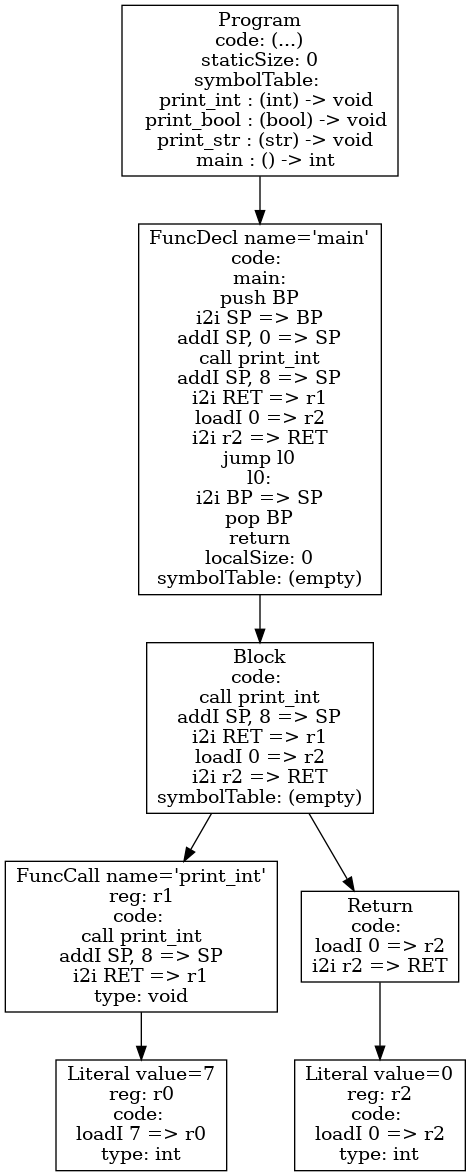 Program
code: (...)
staticSize: 0
symbolTable:
print_int : (int) -> void
print_bool : (bool) -> void
print_str : (str) -> void
main : () -> int
FuncDecl name='main'
code:
main:
push BP
i2i SP => BP
addI SP, 0 => SP
call print_int
addI SP, 8 => SP
i2i RET => r1
loadI 0 => r2
i2i r2 => RET
jump l0
l0:
i2i BP => SP
pop BP
return
localSize: 0
symbolTable: (empty)
Block
code:
call print_int
addI SP, 8 => SP
i2i RET => r1
loadI 0 => r2
i2i r2 => RET
symbolTable: (empty)
FuncCall name='print_int'
reg: r1
code:
call print_int
addI SP, 8 => SP
i2i RET => r1
type: void
Return
code:
loadI 0 => r2
i2i r2 => RET
Literal value=7
reg: r0
code:
loadI 7 => r0
type: int
Literal value=0
reg: r2
code:
loadI 0 => r2
type: int